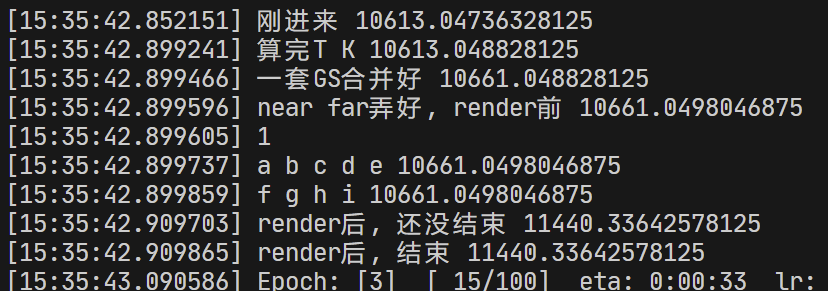 [15:35:42.852151] 刚进来 10613.04736328125
[15:35:42.899241] 算完T K 10613.048828125
[15:35:42.899466] 一套GS合并好 10661.048828125
[15:35:42.899596] near far弄好, render前 10661.0498046875
[15:35:42.899605] 1
[15:35:42.899737] a b c d e 10661.0498046875
[15:35:42.899859] f g h i 10661.0498046875
[15:35:42.909703] render后, 还没结束 11440.33642578125
[15:35:42.909865] render后, 结束 11440.33642578125
[15:35:43.090586] Epoch: [3]  [ 15/100]  eta: 0:00:33  lr: